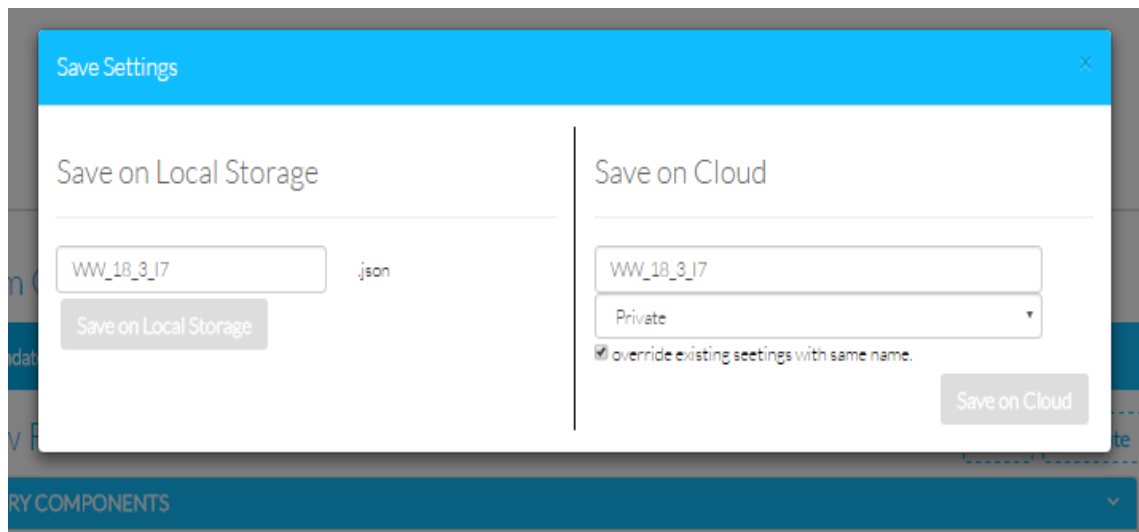 Save Settings
×
Save on Local Storage
Save on Cloud
WW_18_3_I7
.json
Save on Local Storage
WW_18_3_I7
Private
override existing seetings with same name.
Save on Cloud
RY COMPONENTS